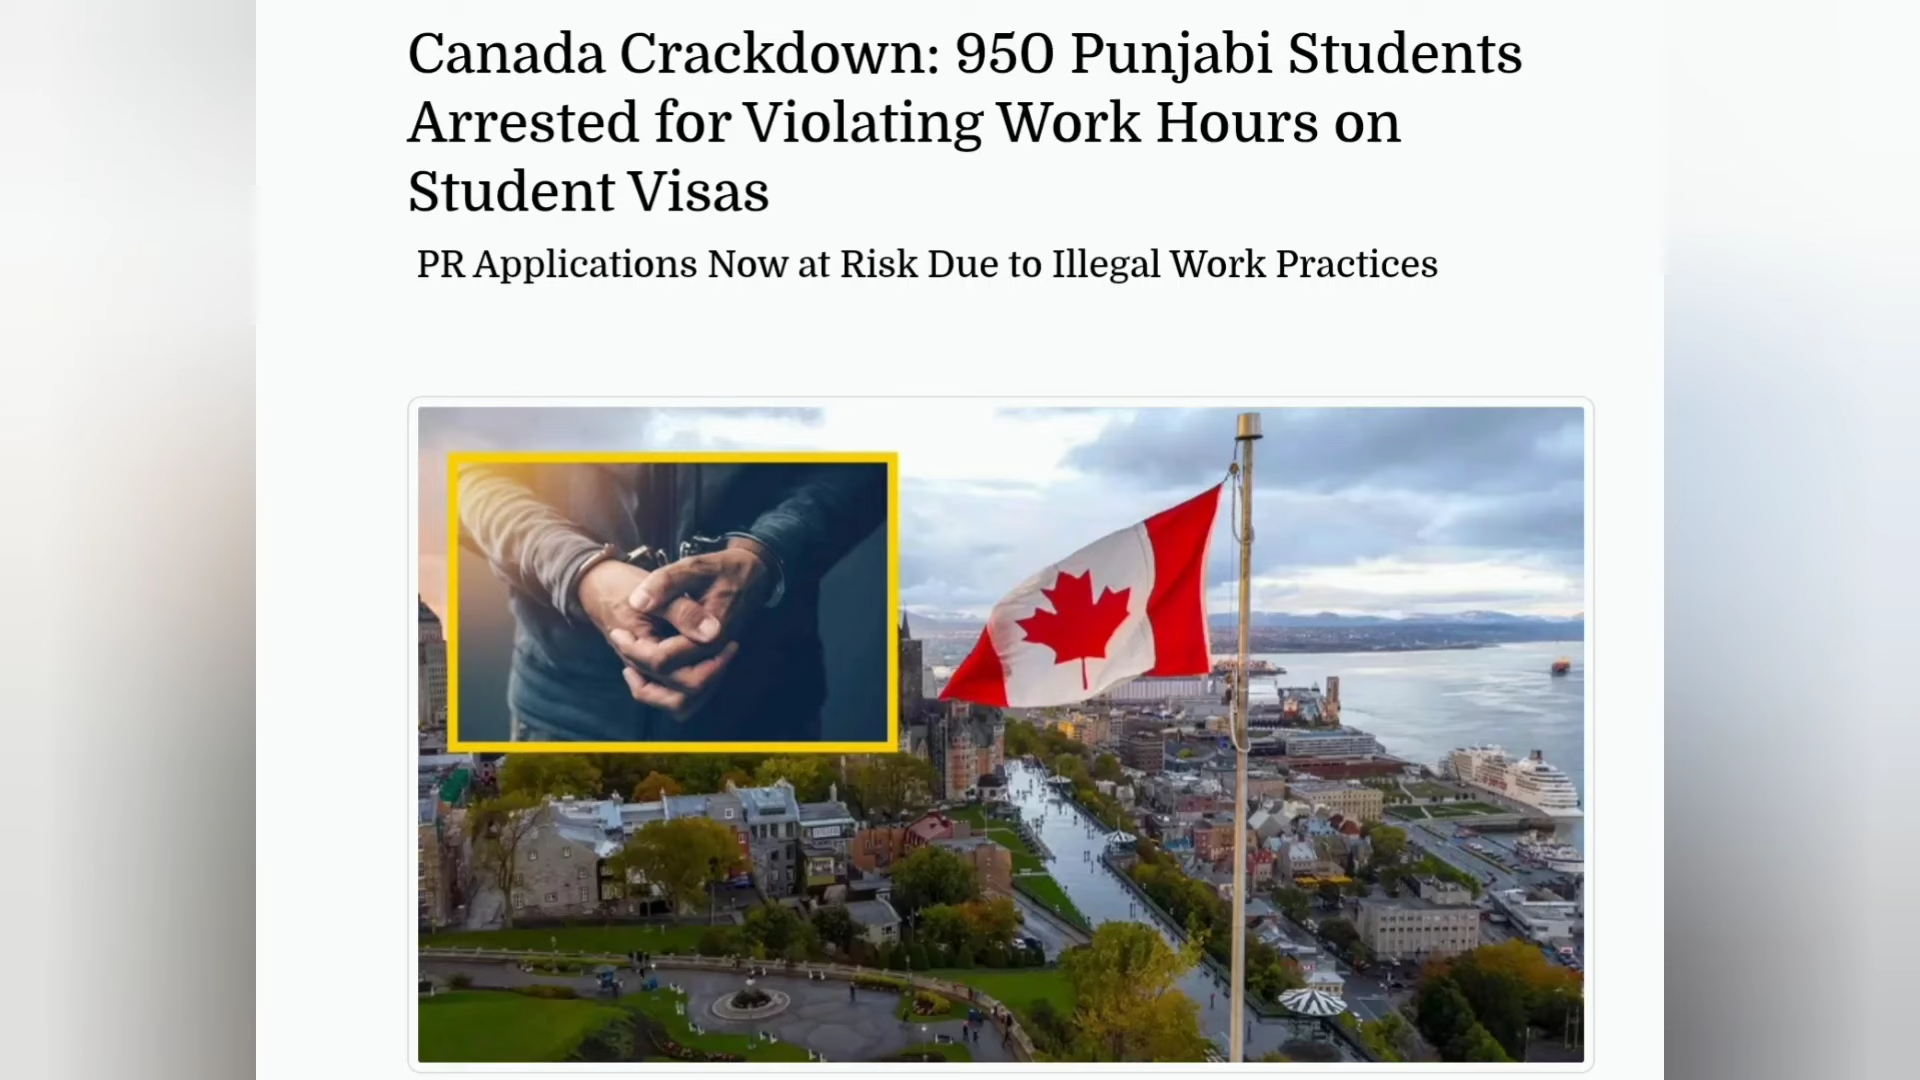 Canada Crackdown: 950 Punjabi Students
Arrested for Violating Work Hours on
Student Visas
PR Applications Now at Risk Due to Illegal Work Practices